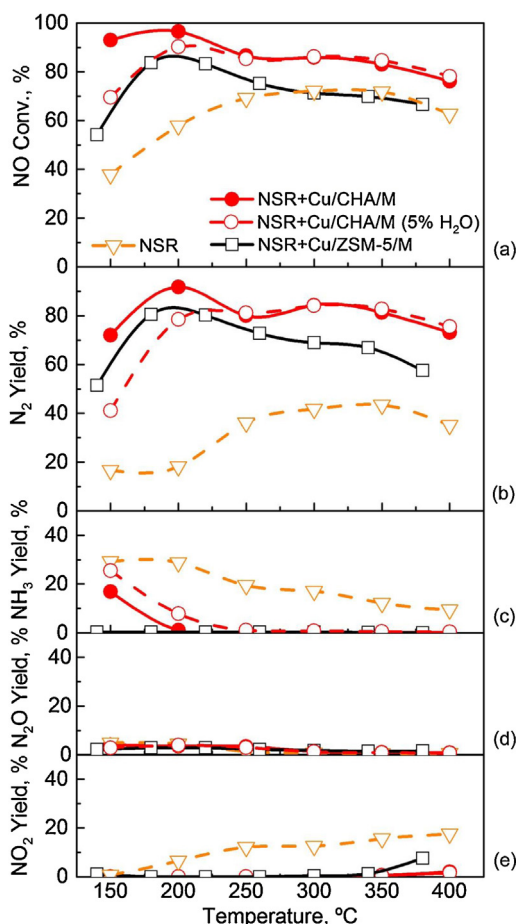 100
80
60
40
20
0
NO Conv., %
NSR+Cu/CHA/M
NSR+Cu/CHA/M (5% H₂O)
NSR
NSR+Cu/ZSM-5/M
(a)
80
60
40
20
0
N₂ Yield, %
(b)
40
20
0
NH₃ Yield, %
(c)
40
20
0
N₂O Yield, %
(d)
40
20
0
NO₂ Yield, %
(e)
150 200 250 300 350 400
Temperature, ºC